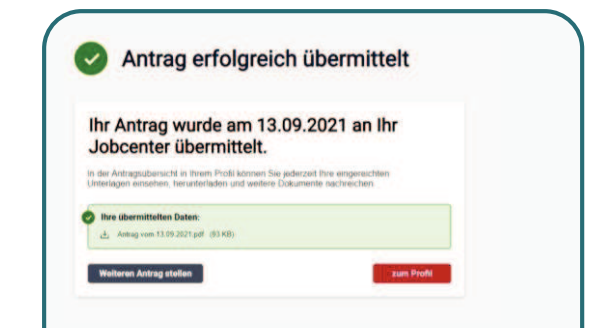 Antrag erfolgreich übermittelt
Ihr Antrag wurde am 13.09.2021 an Ihr
Jobcenter übermittelt.
In der Antragsübersicht in Ihrem Profil können Sie jederzeit Ihre eingereichten
Unterlagen einsehen, herunterladen und weitere Dokumente nachreichen.
Ihre übermittelten Daten:
Antrag vom 13.09.2021.pdf (93 KB)
Weiteren Antrag stellen
zum Profil